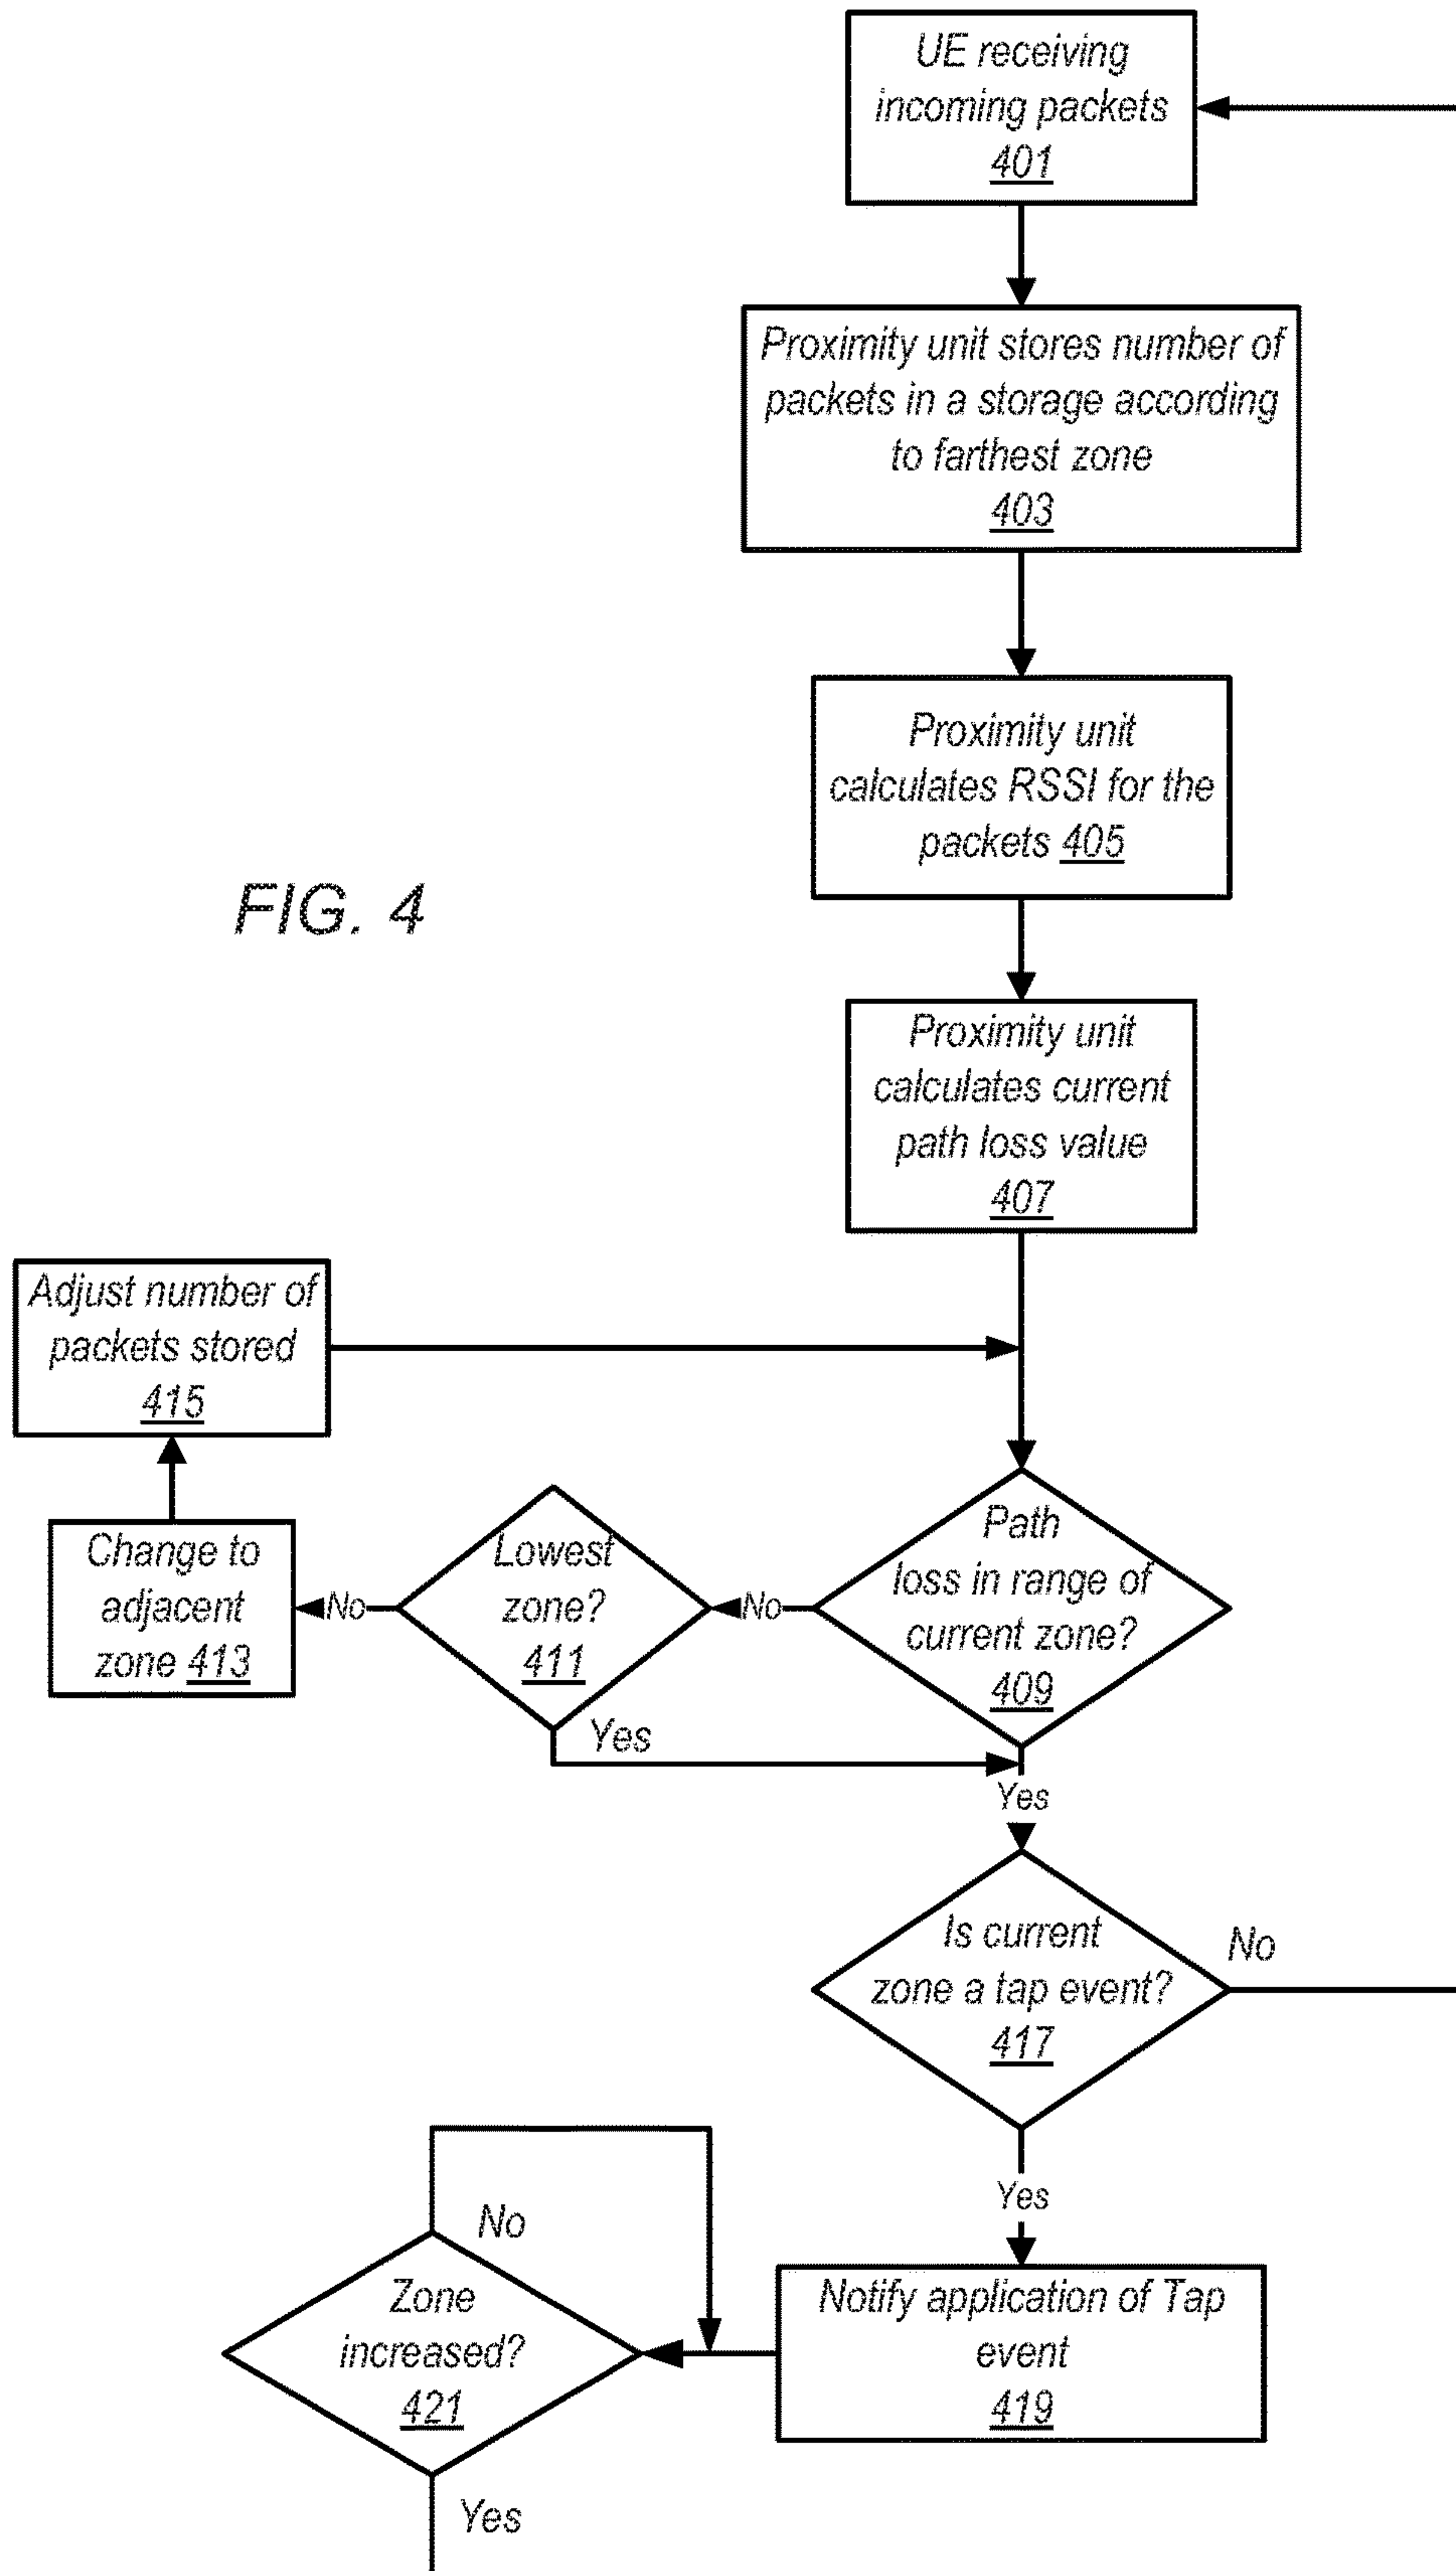 UE receiving
incoming packets
401
Proximity unit stores number of
packets in a storage according
to farthest zone
403
Proximity unit
calculates RSSI for the
packets 405
FIG. 4
Proximity unit
calculates current
path loss value
407
Adjust number of
packets stored
415
Path
loss in range of
current zone?
409
No
Lowest
zone?
411
No
Change to
adjacent
zone 413
Yes
Yes
Is current
zone a tap event?
417
No
Yes
Notify application of Tap
event
419
No
Zone
increased?
421
Yes